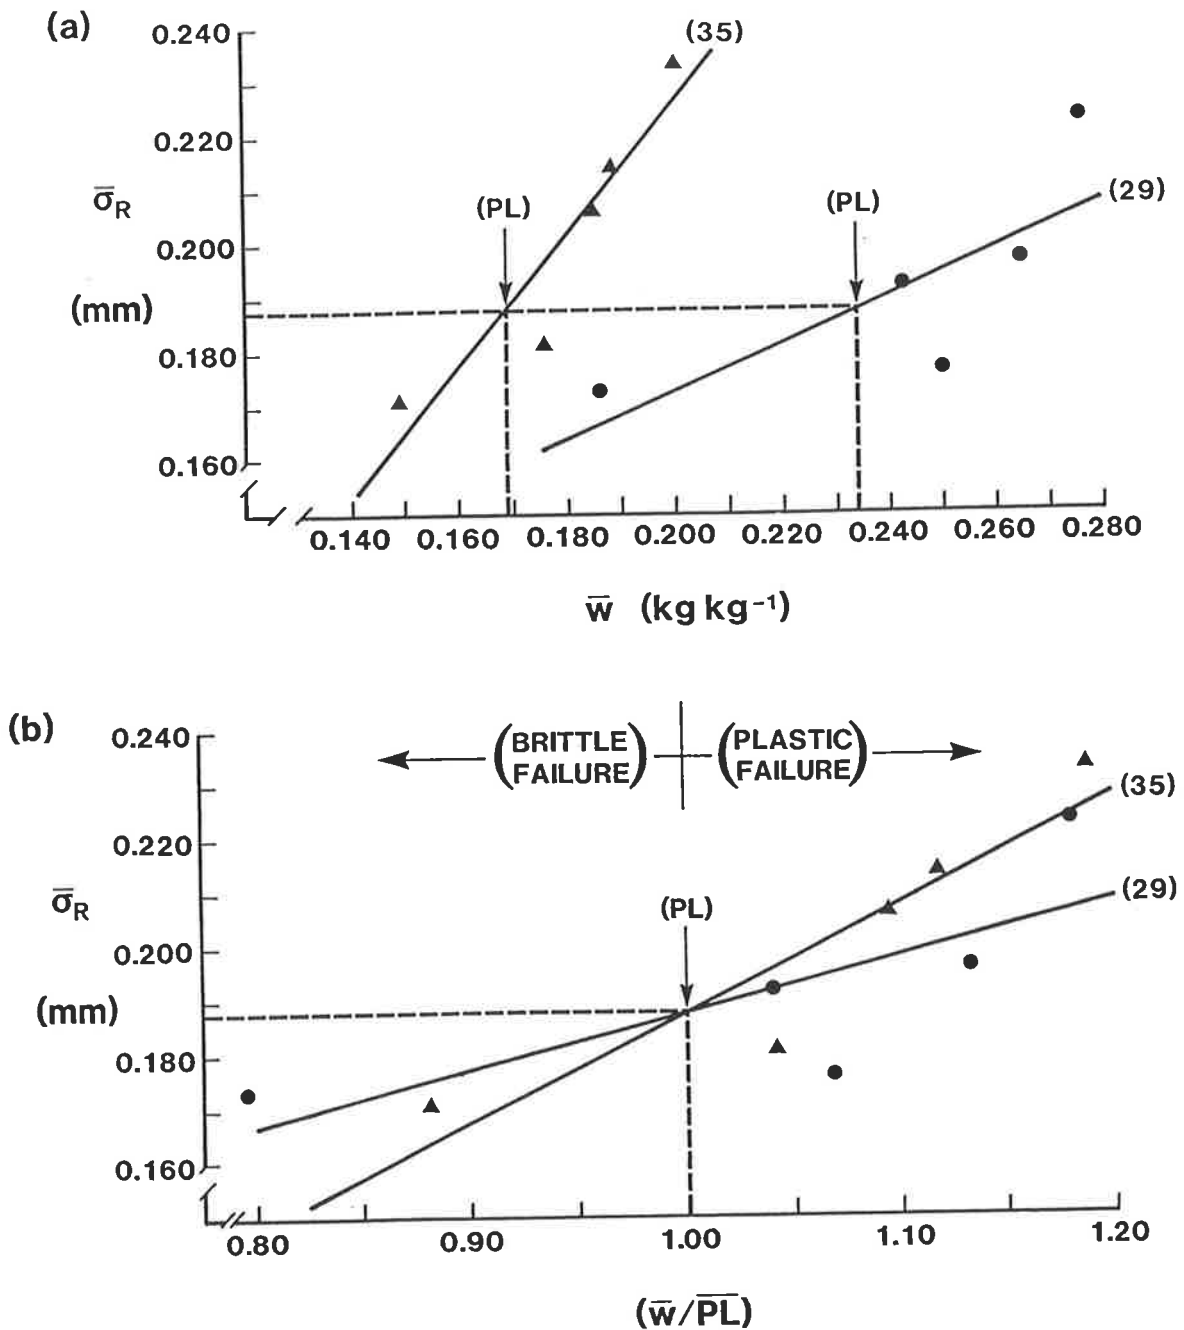 (a)
0.240
(35)
0.220
σ̄R
(PL)
(PL)
(29)
0.200
(mm)
0.180
0.160
0.140 0.160 0.180 0.200 0.220 0.240 0.260 0.280
w̄ (kg kg⁻¹)
(b)
0.240
(BRITTLE FAILURE)
(PLASTIC FAILURE)
(35)
0.220
σ̄R
(PL)
(29)
0.200
(mm)
0.180
0.160
0.80 0.90 1.00 1.10 1.20
(w̄/P̅L̅)